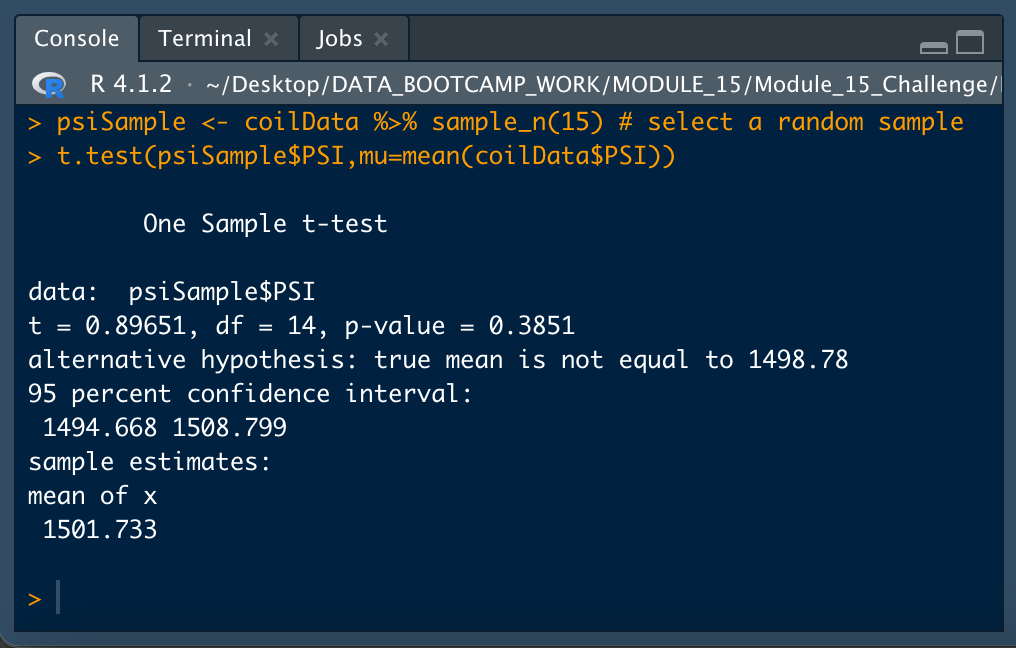 Console Terminal Jobs
R 4.1.2 · ~/Desktop/DATA_BOOTCAMP_WORK/MODULE_15/Module_15_Challenge/
> psiSample <- coilData %>% sample_n(15) # select a random sample
> t.test(psiSample$PSI,mu=mean(coilData$PSI))
One Sample t-test
data:  psiSample$PSI
t = 0.89651, df = 14, p-value = 0.3851
alternative hypothesis: true mean is not equal to 1498.78
95 percent confidence interval:
1494.668 1508.799
sample estimates:
mean of x
1501.733
>